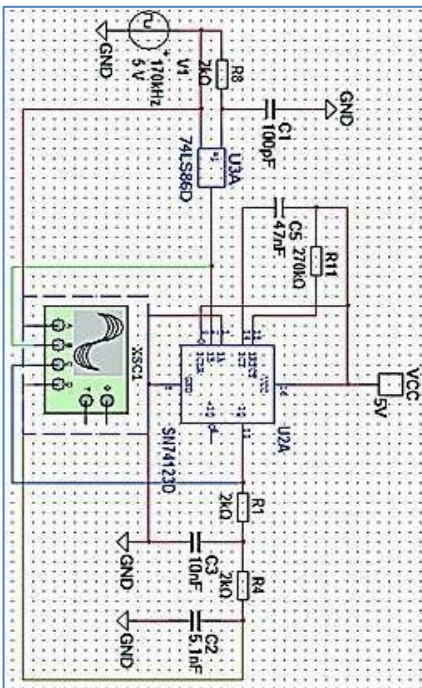 GND
V1
170kHz
5 V
R8
2kΩ
C1
100pF
GND
U3A
74LS86D
C5
47nF
R11
270kΩ
VCC
5V
XSC1
U2A
SN74123D
GND
R1
2kΩ
C3
10nF
GND
R4
2kΩ
C2
5.1nF
GND